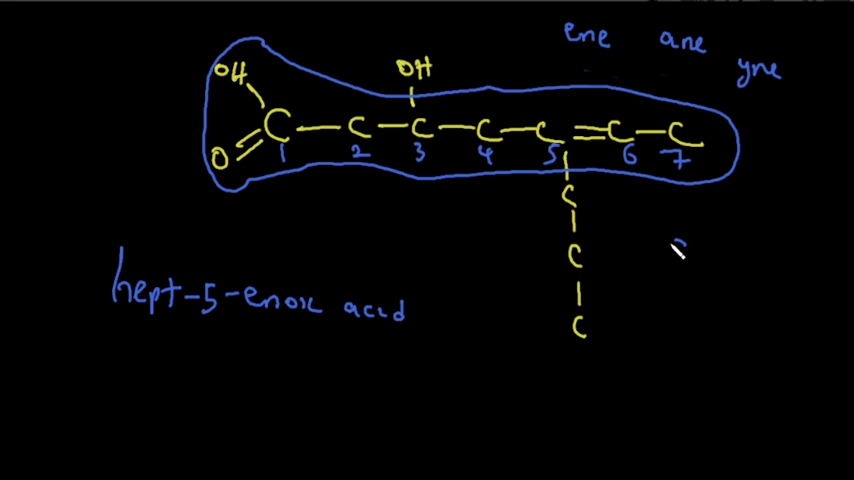 ene ane yne
OH OH
C C C C C C C
O 1 2 3 4 5 6 7
C
C
C
hept-5-enoic acid